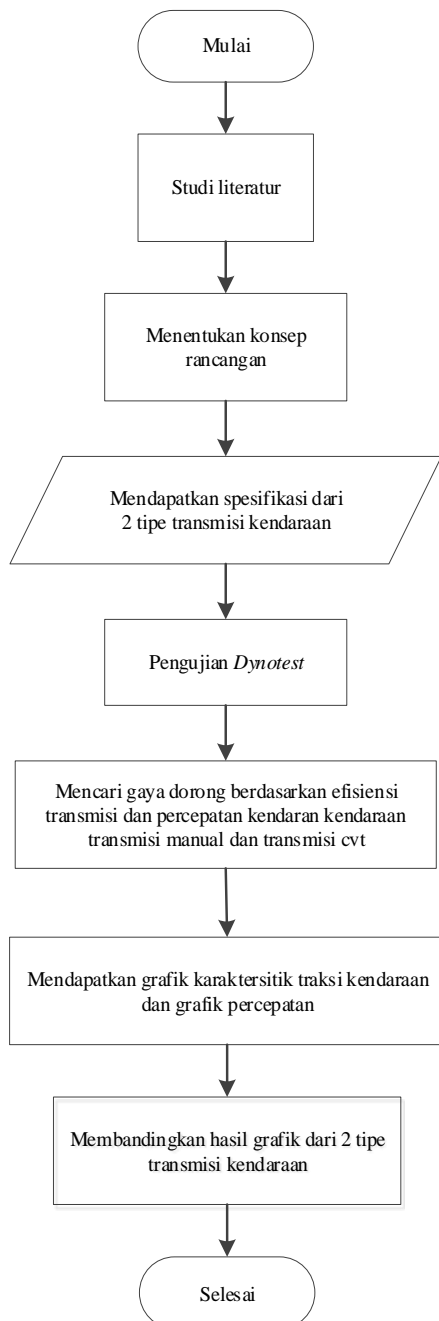 Mulai
Studi literatur
Menentukan konsep
rancangan
Mendapatkan spesifikasi dari
2 tipe transmisi kendaraan
Pengujian Dynotest
Mencari gaya dorong berdasarkan efisiensi
transmisi dan percepatan kendaran kendaraan
transmisi manual dan transmisi cvt
Mendapatkan grafik karaktersitik traksi kendaraan
dan grafik percepatan
Membandingkan hasil grafik dari 2 tipe
transmisi kendaraan
Selesai